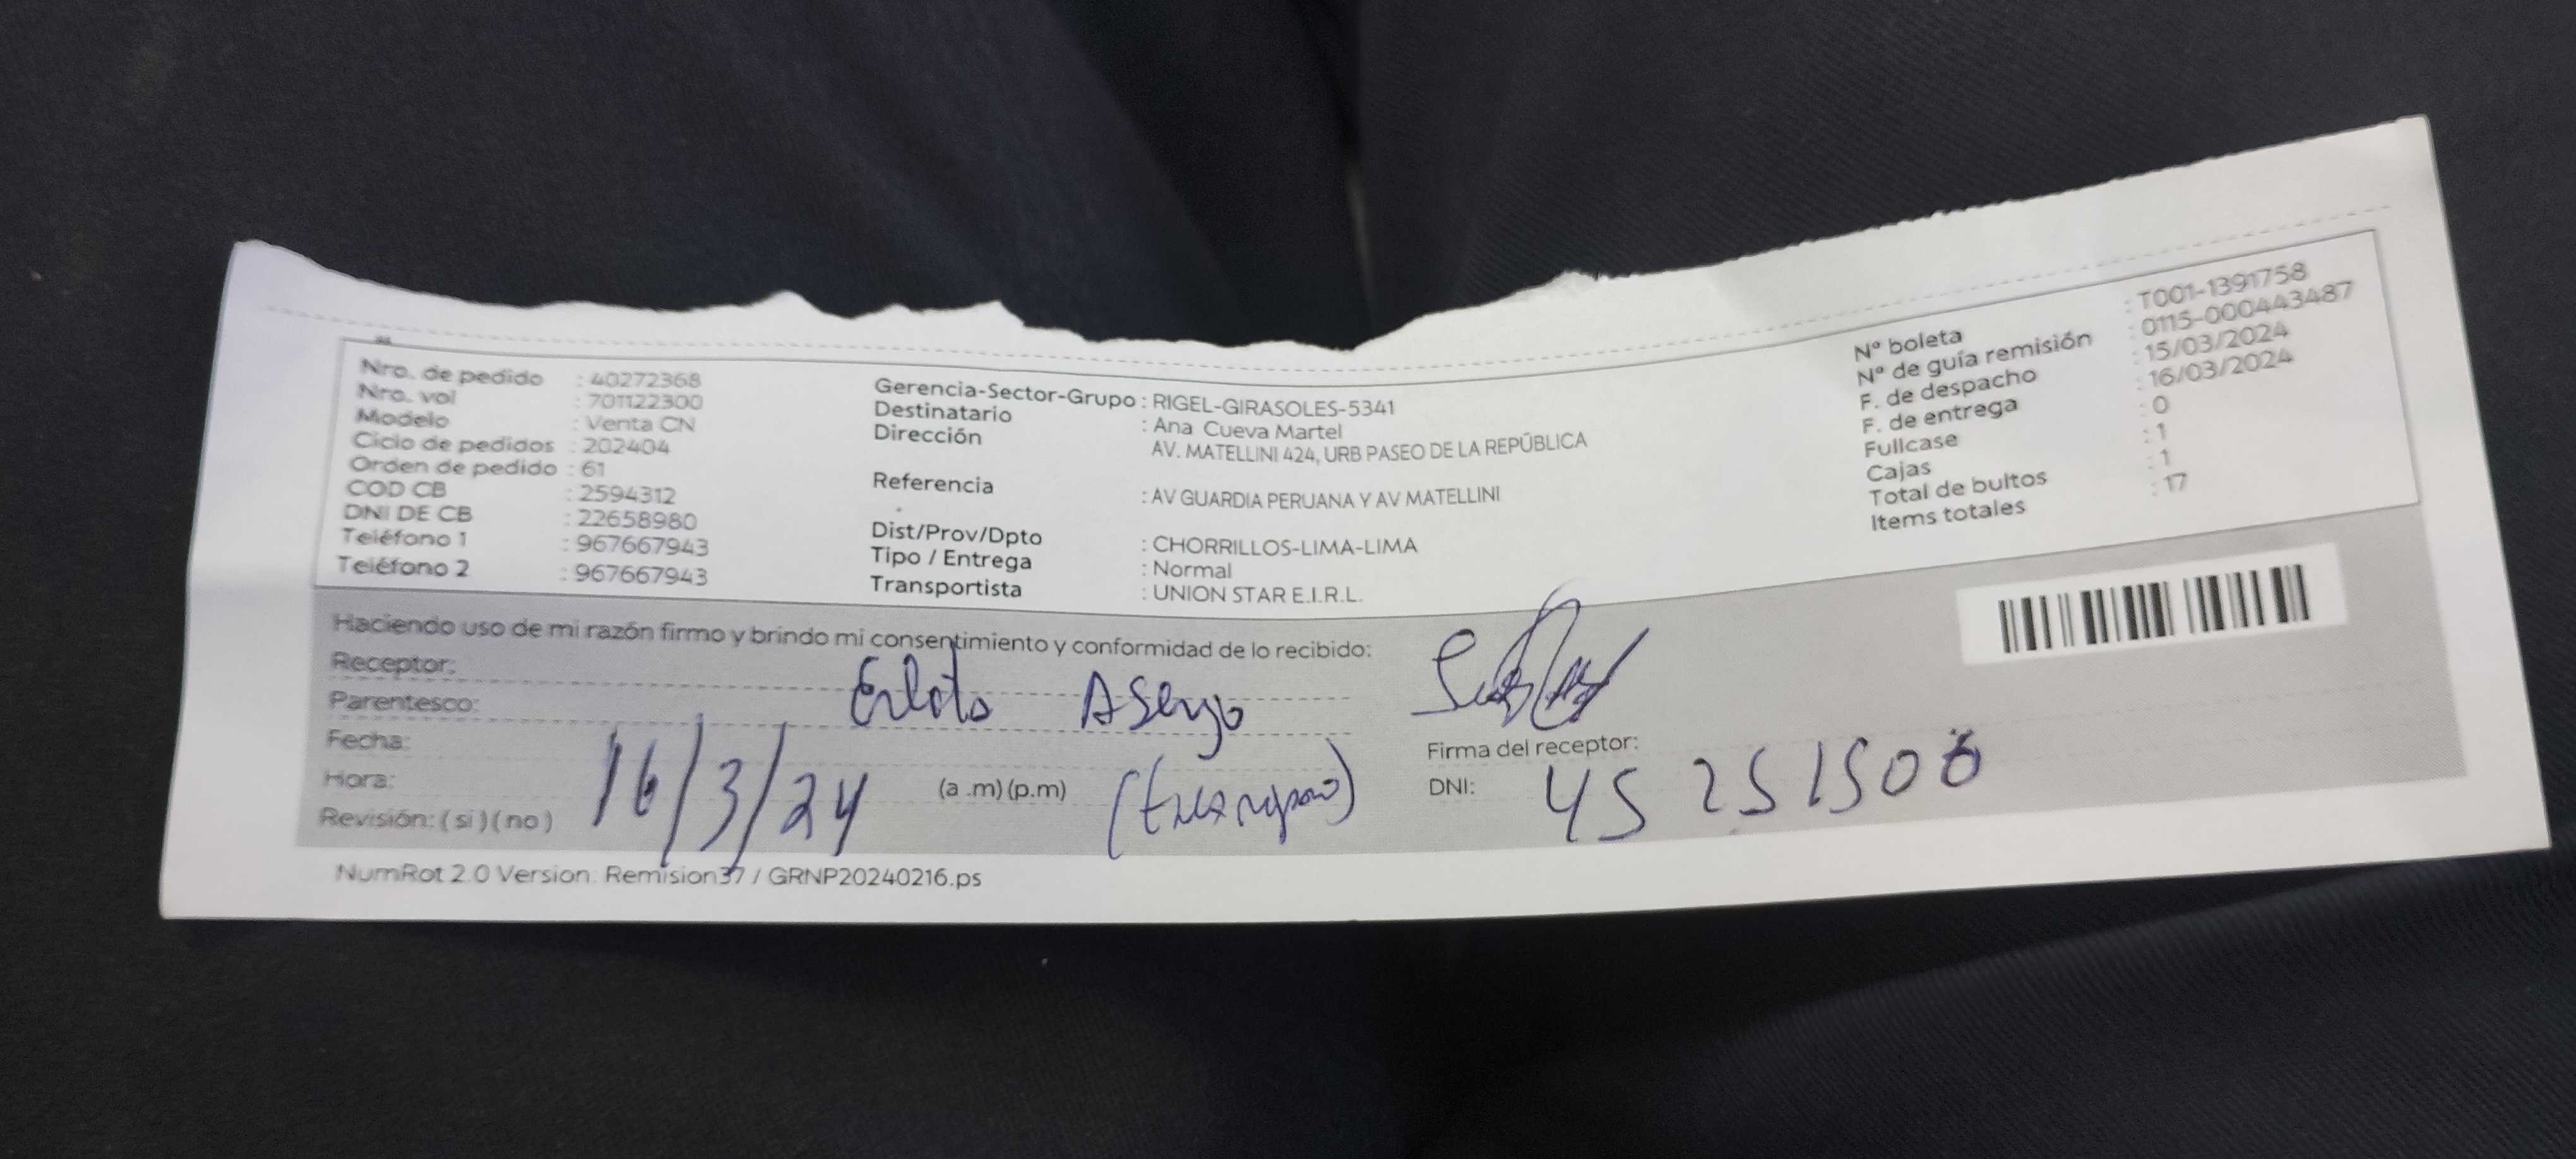 Nro. de pedido : 40272368
Nro. vol : 701122300
Modelo : Venta CN
Ciclo de pedidos : 202404
Orden de pedido : 61
COD CB : 2594312
DNI DE CB : 22658980
Teléfono 1 : 967667943
Teléfono 2 : 967667943
Gerencia-Sector-Grupo : RIGEL-GIRASOLES-5341
Destinatario : Ana Cueva Martel
Dirección AV. MATELLINI 424, URB PASEO DE LA REPÚBLICA
Referencia : AV GUARDIA PERUANA Y AV MATELLINI
Dist/Prov/Dpto : CHORRILLOS-LIMA-LIMA
Tipo / Entrega : Normal
Transportista : UNION STAR E.I.R.L.
Nº boleta : T001-1391758
Nº de guía remisión : 0115-000443487
F. de despacho : 15/03/2024
F. de entrega : 16/03/2024
Fullcase : 0
Cajas : 1
Total de bultos : 1
Items totales : 17
Haciendo uso de mi razón firmo y brindo mi consentimiento y conformidad de lo recibido:
Receptor:
Parentesco:
Fecha: 16/3/24
Hora: (a .m) (p.m)
Revisión: ( si ) ( no )
Firma del receptor:
DNI: 45251506
NumRot 2.0 Version: Remision37 / GRNP20240216.ps